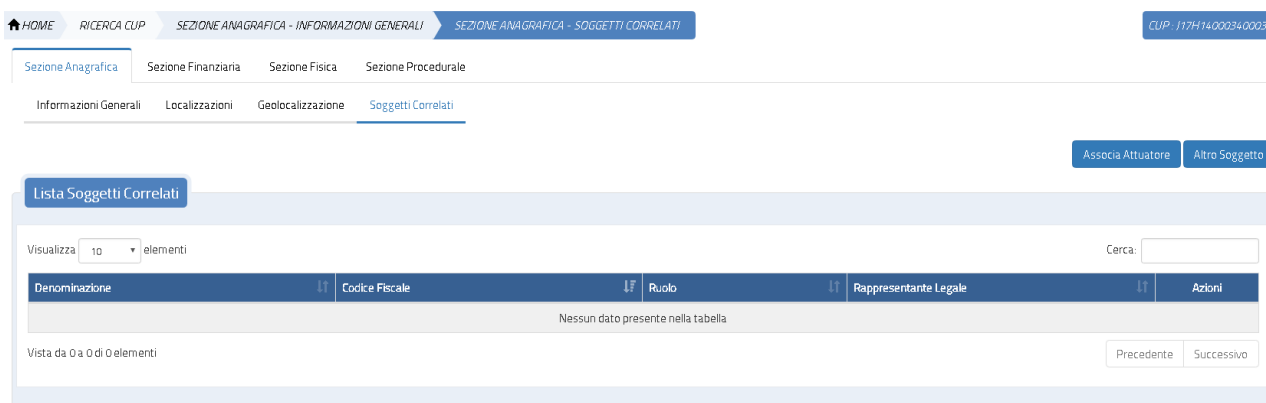 HOME RICERCA CUP SEZIONE ANAGRAFICA - INFORMAZIONI GENERALI SEZIONE ANAGRAFICA - SOGGETTI CORRELATI CUP : J17H14000340003
Sezione Anagrafica Sezione Finanziaria Sezione Fisica Sezione Procedurale
Informazioni Generali Localizzazioni Geolocalizzazione Soggetti Correlati
Associa Attuatore Altro Soggetto
Lista Soggetti Correlati
Visualizza 10 elementi Cerca:
Denominazione Codice Fiscale Ruolo Rappresentante Legale Azioni
Nessun dato presente nella tabella
Vista da 0 a 0 di 0 elementi Precedente Successivo